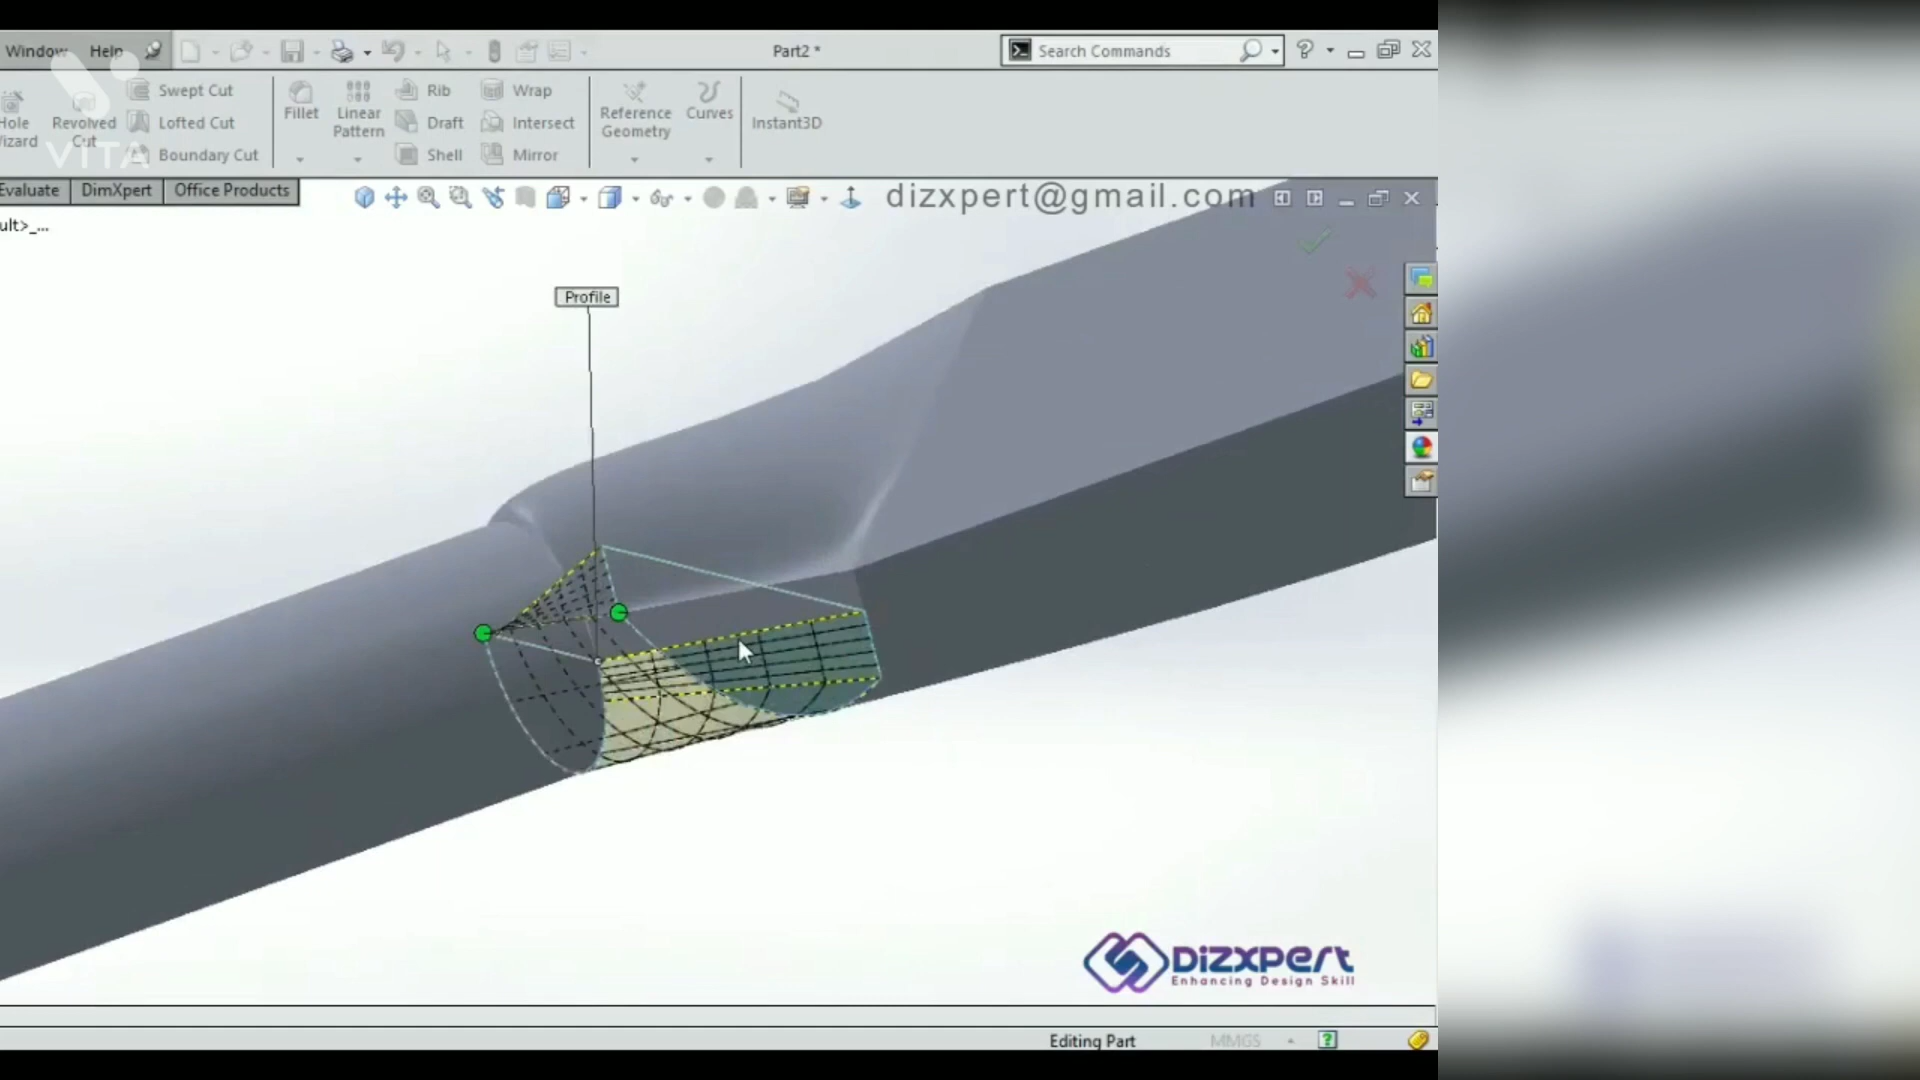 Window Help
Part2 *
Search Commands
Hole
Wizard
Revolved
Cut
Swept Cut
Lofted Cut
Boundary Cut
Fillet
Linear
Pattern
Rib
Draft
Shell
Wrap
Intersect
Mirror
Reference
Geometry
Curves
Instant3D
VITA
Evaluate DimXpert Office Products
dizxpert@gmail.com
ult>_...
Profile
DizXpert
Enhancing Design Skill
Editing Part MMGS